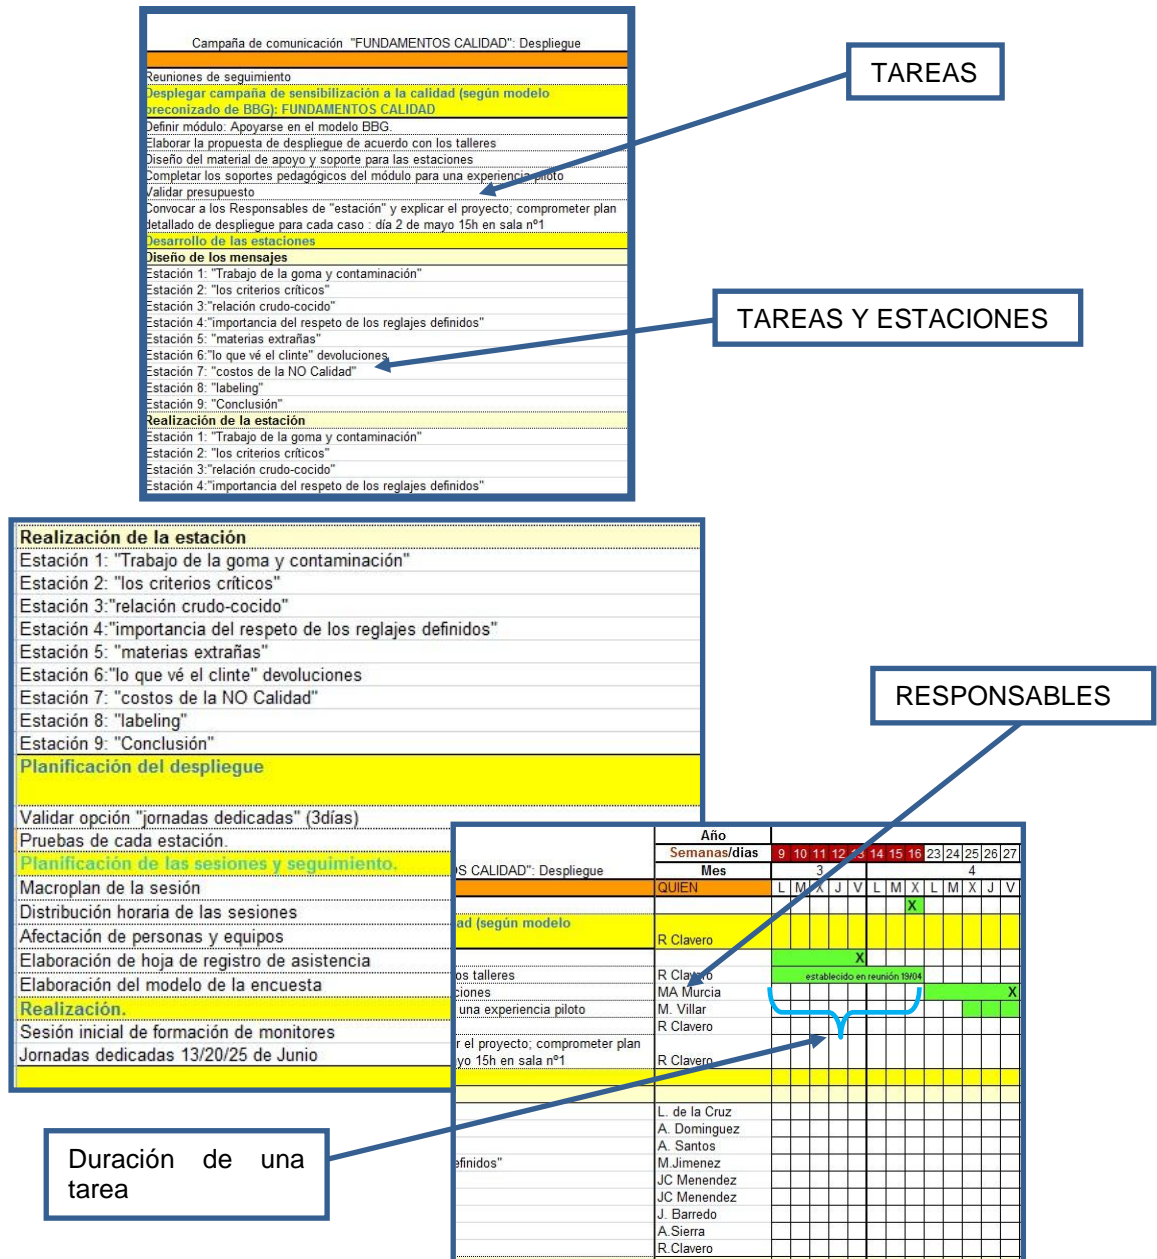 Campaña de comunicación "FUNDAMENTOS CALIDAD": Despliegue
Reuniones de seguimiento
Desplegar campaña de sensibilización a la calidad (según modelo
preconizado de BBG): FUNDAMENTOS CALIDAD
Definir módulo: Apoyarse en el modelo BBG.
Elaborar la propuesta de despliegue de acuerdo con los talleres
Diseño del material de apoyo y soporte para las estaciones
Completar los soportes pedagógicos del módulo para una experiencia piloto
Validar presupuesto
Convocar a los Responsables de "estación" y explicar el proyecto; comprometer plan
detallado de despliegue para cada caso : día 2 de mayo 15h en sala nº1
Desarrollo de las estaciones
Diseño de los mensajes
Estación 1: "Trabajo de la goma y contaminación"
Estación 2: "los criterios críticos"
Estación 3:"relación crudo-cocido"
Estación 4:"importancia del respeto de los reglajes definidos"
Estación 5: "materias extrañas"
Estación 6:"lo que vé el clinte" devoluciones
Estación 7: "costos de la NO Calidad"
Estación 8: "labeling"
Estación 9: "Conclusión"
Realización de la estación
Estación 1: "Trabajo de la goma y contaminación"
Estación 2: "los criterios críticos"
Estación 3:"relación crudo-cocido"
Estación 4:"importancia del respeto de los reglajes definidos"
TAREAS
TAREAS Y ESTACIONES
Realización de la estación
Estación 1: "Trabajo de la goma y contaminación"
Estación 2: "los criterios críticos"
Estación 3:"relación crudo-cocido"
Estación 4:"importancia del respeto de los reglajes definidos"
Estación 5: "materias extrañas"
Estación 6:"lo que vé el clinte" devoluciones
Estación 7: "costos de la NO Calidad"
Estación 8: "labeling"
Estación 9: "Conclusión"
Planificación del despliegue
Validar opción "jornadas dedicadas" (3días)
Pruebas de cada estación.
Planificación de las sesiones y seguimiento.
Macroplan de la sesión
Distribución horaria de las sesiones
Afectación de personas y equipos
Elaboración de hoja de registro de asistencia
Elaboración del modelo de la encuesta
Realización.
Sesión inicial de formación de monitores
Jornadas dedicadas 13/20/25 de Junio
RESPONSABLES
Año
Semanas/dias 9 10 11 12 13 14 15 16 23 24 25 26 27
OS CALIDAD": Despliegue Mes 3 4
QUIEN L M X J V L M X L M X J V
X
ad (según modelo
R Clavero
X
os talleres R Clavero establecido en reunión 19/04
ciones MA Murcia X
una experiencia piloto M. Villar
R Clavero
r el proyecto; comprometer plan
yo 15h en sala nº1 R Clavero
L. de la Cruz
A. Dominguez
A. Santos
efinidos" M.Jimenez
JC Menendez
JC Menendez
J. Barredo
A.Sierra
R.Clavero
Duración de una
tarea